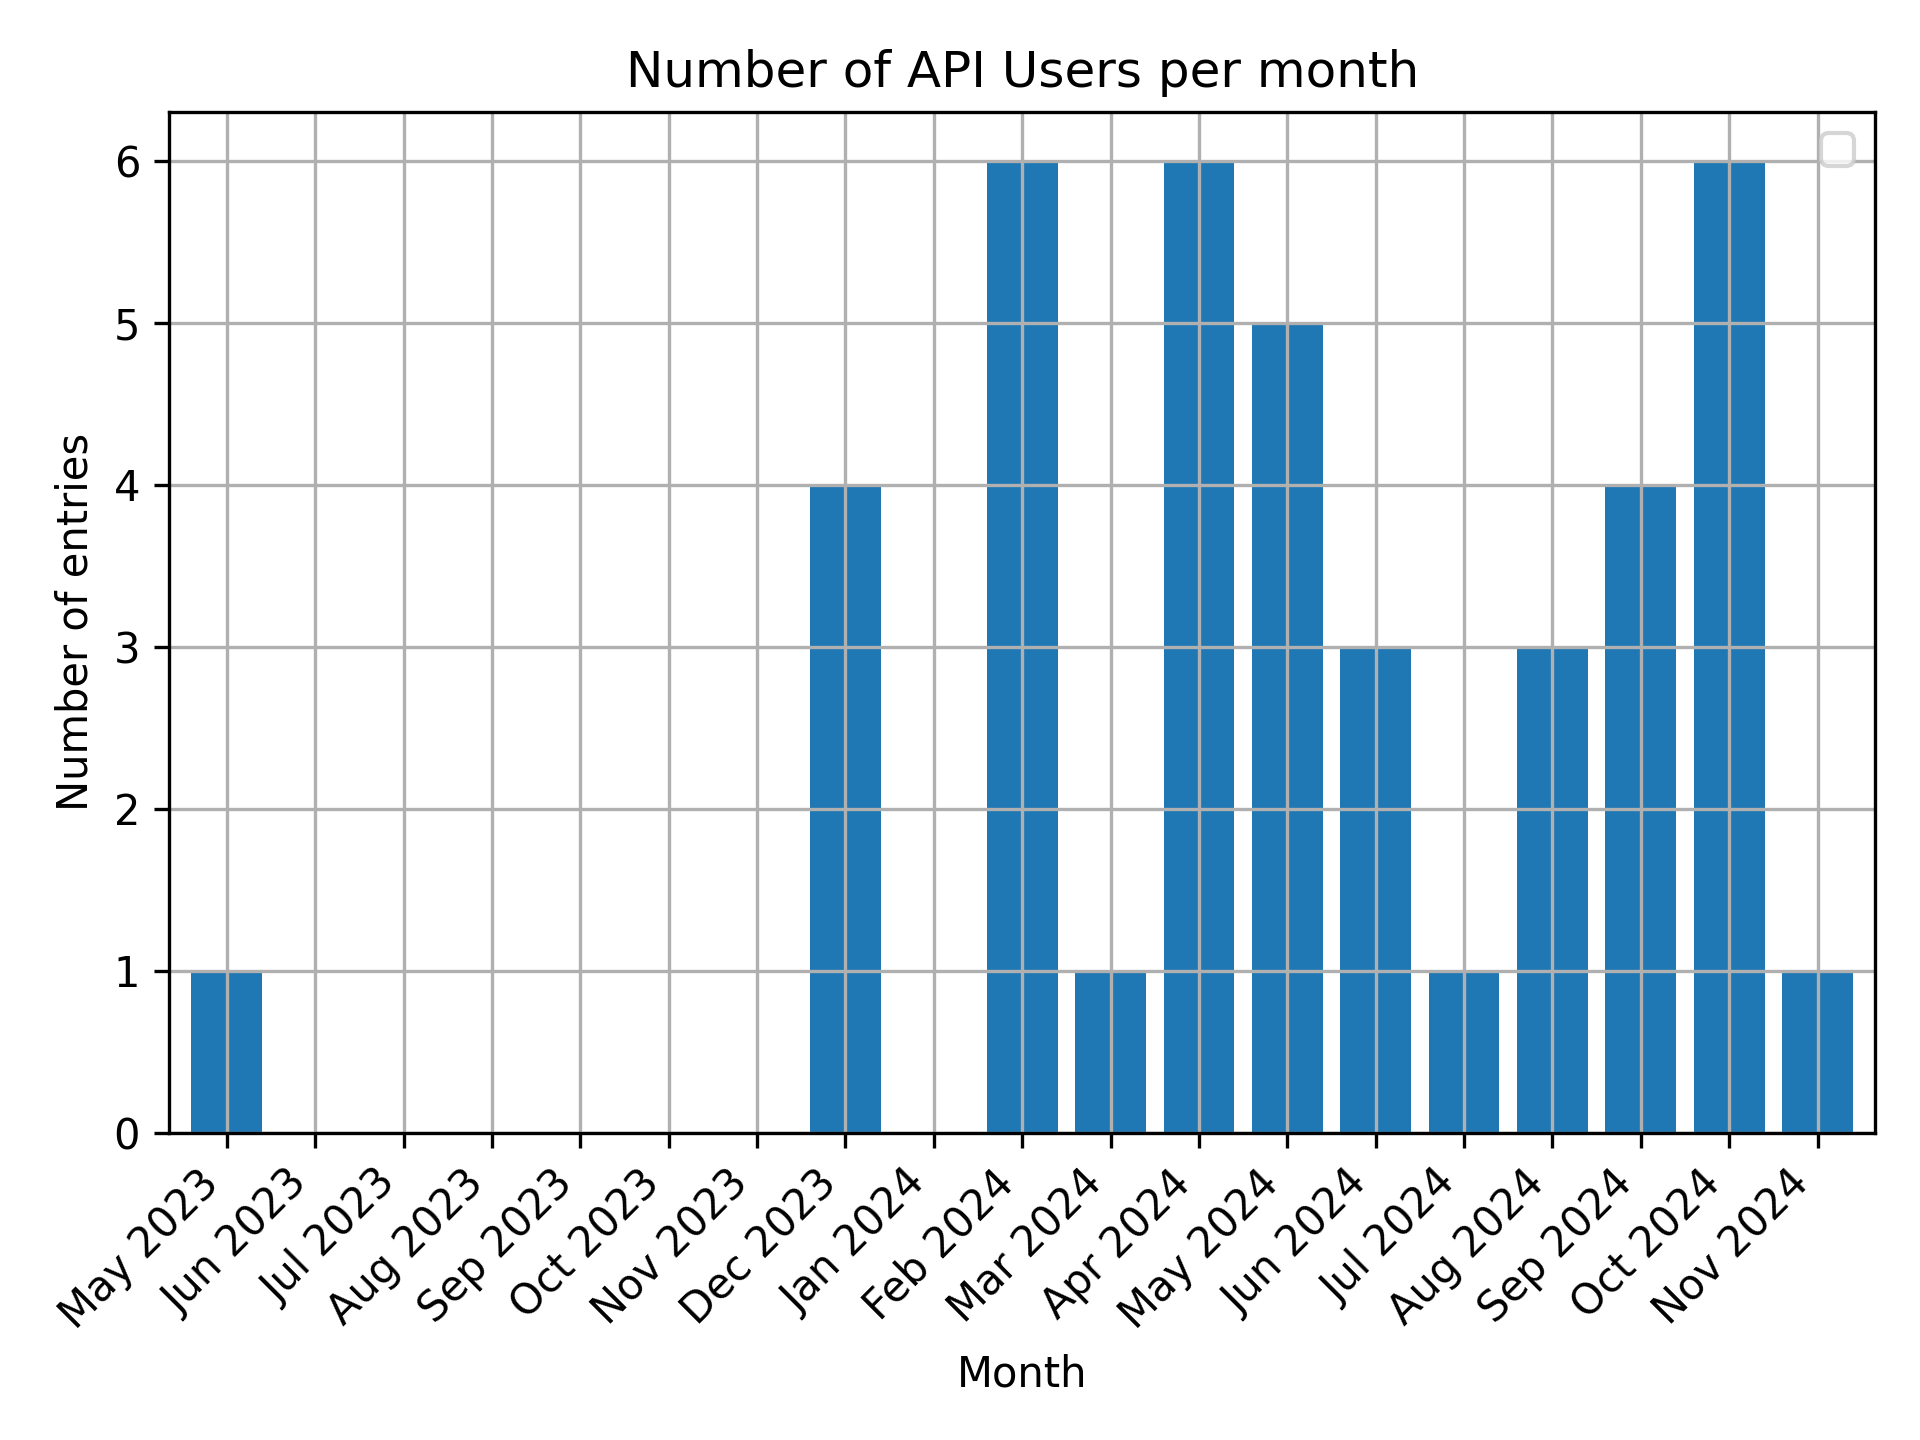 Number of API Users per month
Number of entries
6
5
4
3
2
1
0
May 2023
Jun 2023
Jul 2023
Aug 2023
Sep 2023
Oct 2023
Nov 2023
Dec 2023
Jan 2024
Feb 2024
Mar 2024
Apr 2024
May 2024
Jun 2024
Jul 2024
Aug 2024
Sep 2024
Oct 2024
Nov 2024
Month